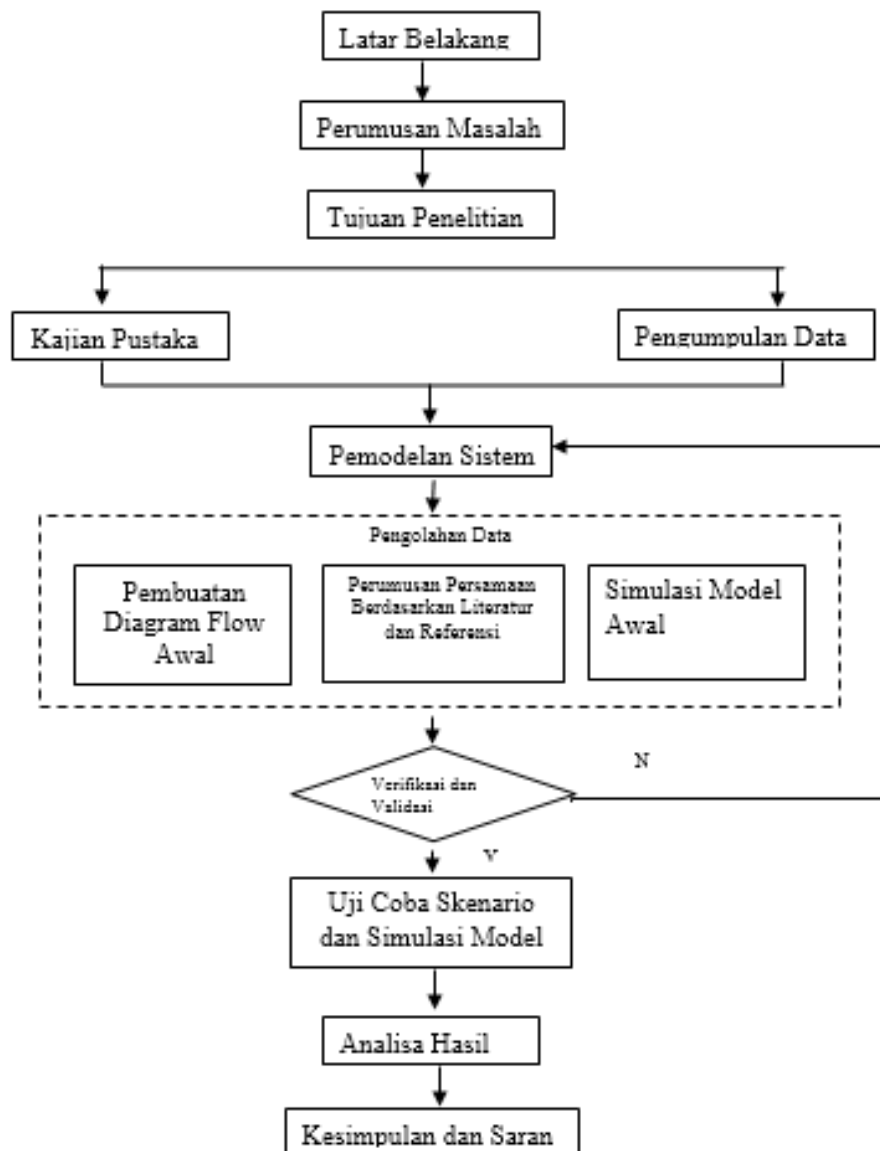 Latar Belakang
Perumusan Masalah
Tujuan Penelitian
Kajian Pustaka
Pengumpulan Data
Pemodelan Sistem
Pengolahan Data
Pembuatan
Diagram Flow
Awal
Perumusan Persamaan
Berdasarkan Literatur
dan Referensi
Simulasi Model
Awal
Verifikasi dan
Validasi
N
Y
Uji Coba Skenario
dan Simulasi Model
Analisa Hasil
Kesimpulan dan Saran